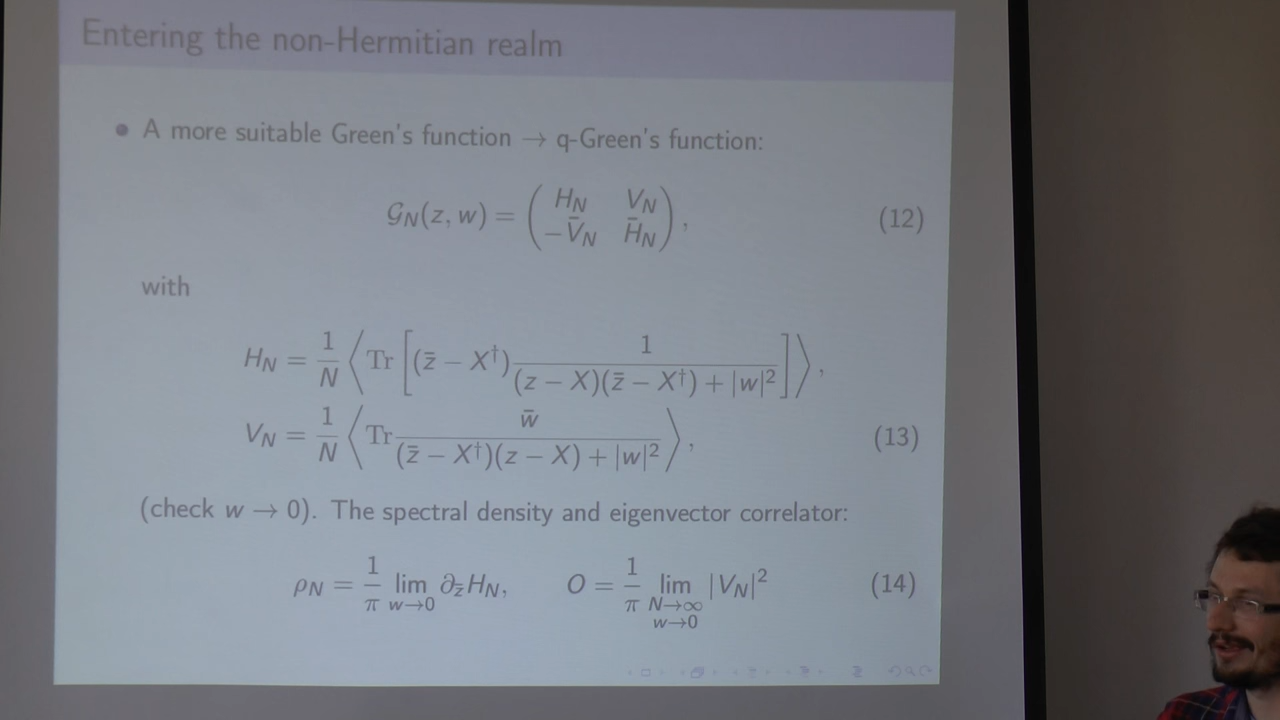 Entering the non-Hermitian realm
• A more suitable Green's function → q-Green's function:
𝒢_N(z, w) = ( H_N V_N ; −V̄_N H̄_N ), (12)
with
H_N = 1/N ⟨ Tr [ (z̄ − X†) 1/((z − X)(z̄ − X†) + |w|²) ] ⟩,
V_N = 1/N ⟨ Tr w̄/((z̄ − X†)(z − X) + |w|²) ⟩, (13)
(check w → 0). The spectral density and eigenvector correlator:
ρ_N = 1/π lim_{w→0} ∂_z̄ H_N, O = 1/π lim_{N→∞, w→0} |V_N|² (14)